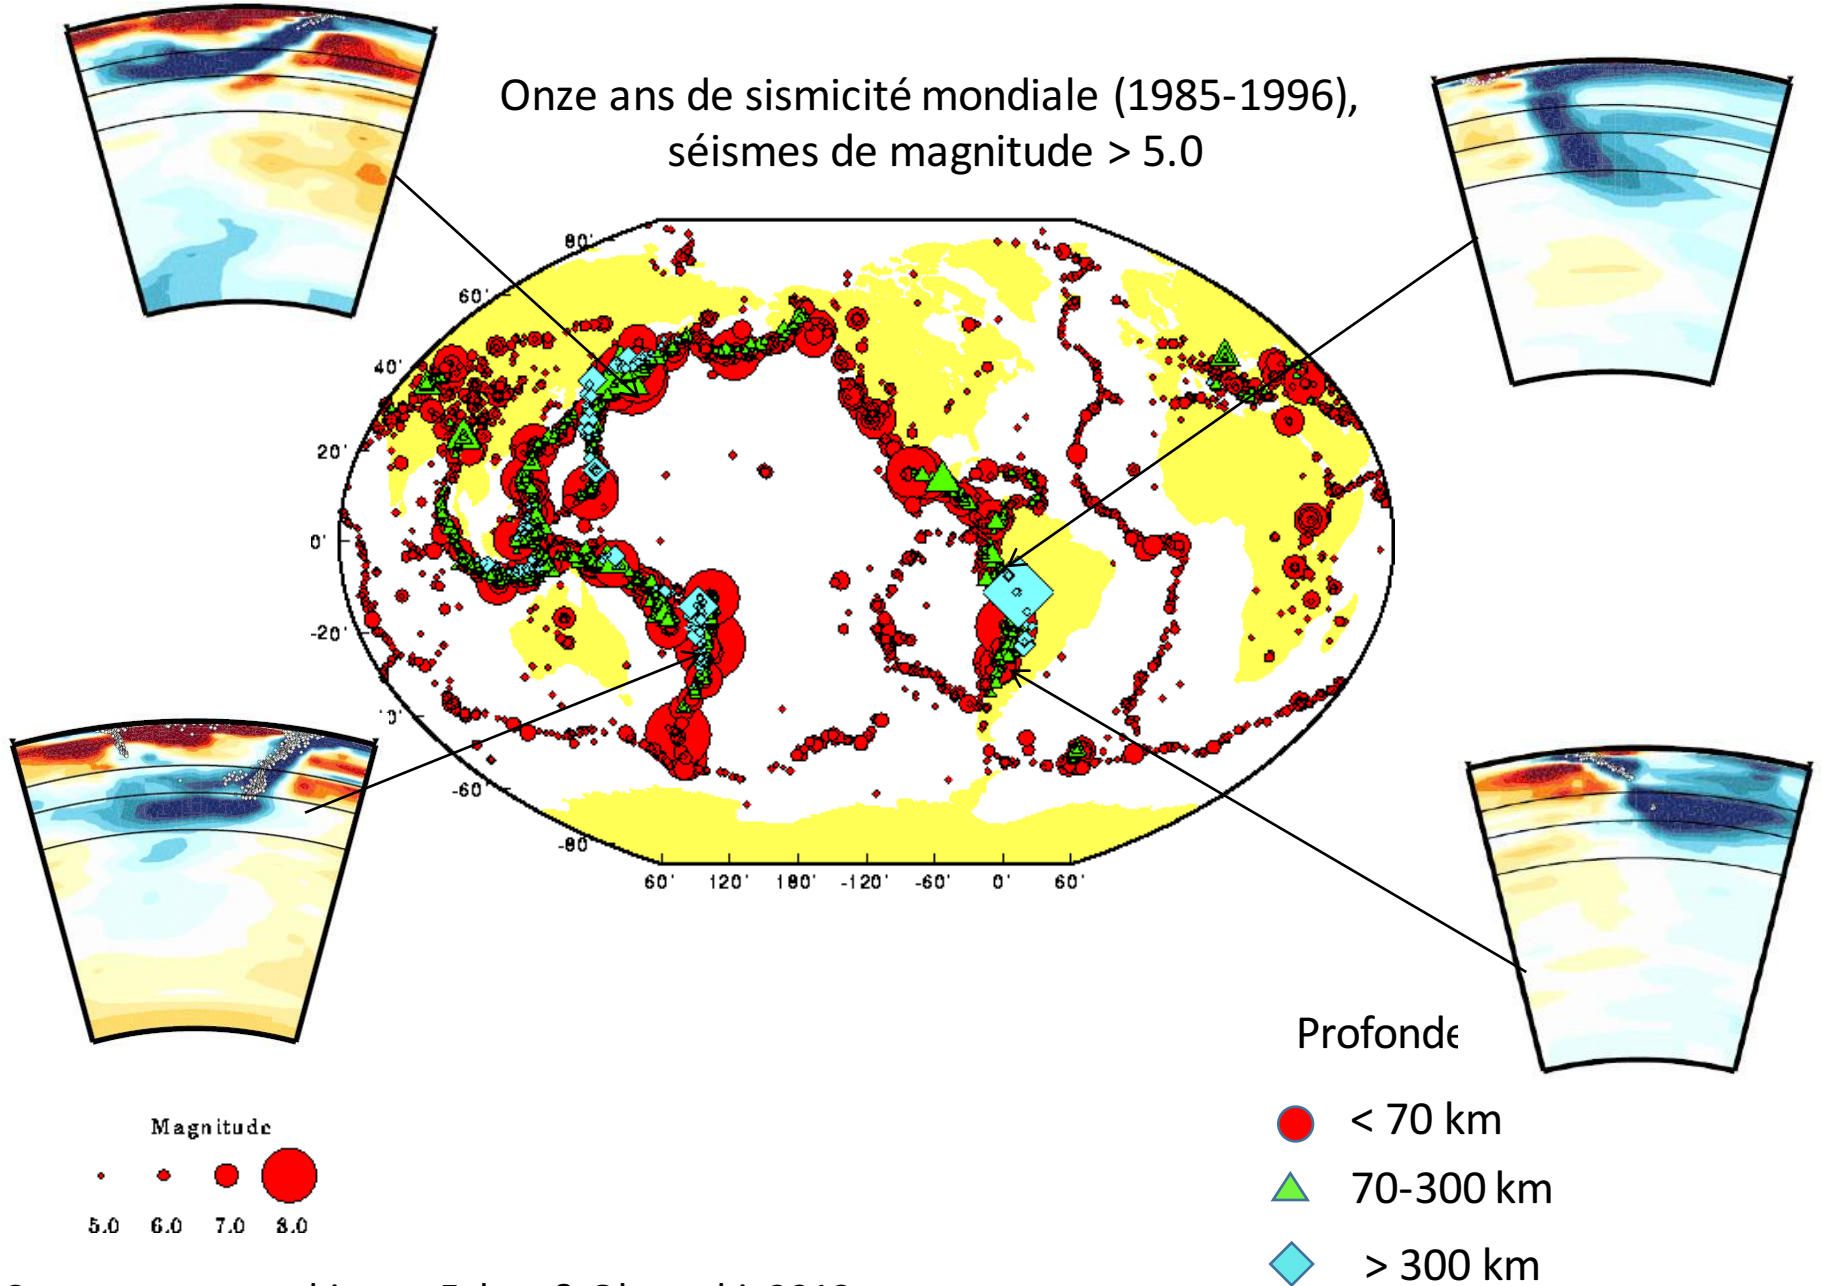 Onze ans de sismicité mondiale (1985-1996),
séismes de magnitude > 5.0
80'
60'
40'
20'
0'
-20'
-60'
-80
60' 120' 180' -120' -60' 0' 60'
Profonde
< 70 km
70-300 km
> 300 km
Magnitude
5.0 6.0 7.0 8.0